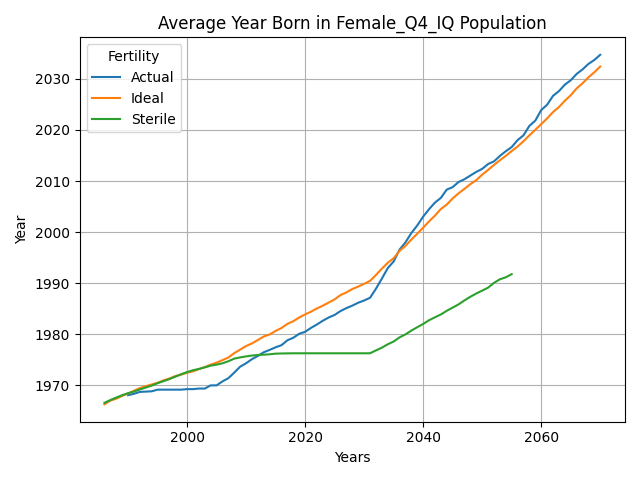 Average Year Born in Female_Q4_IQ Population
Fertility
Actual
Ideal
Sterile
Year
2030
2020
2010
2000
1990
1980
1970
2000
2020
2040
2060
Years